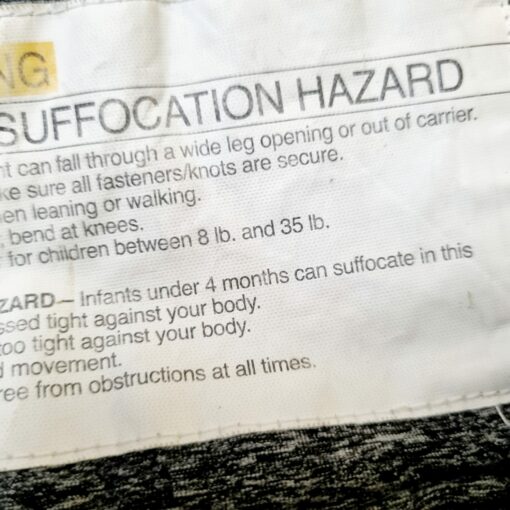 NG
SUFFOCATION HAZARD
nt can fall through a wide leg opening or out of carrier.
ke sure all fasteners/knots are secure.
en leaning or walking.
, bend at knees.
for children between 8 lb. and 35 lb.
ZARD – Infants under 4 months can suffocate in this
ssed tight against your body.
oo tight against your body.
d movement.
ree from obstructions at all times.